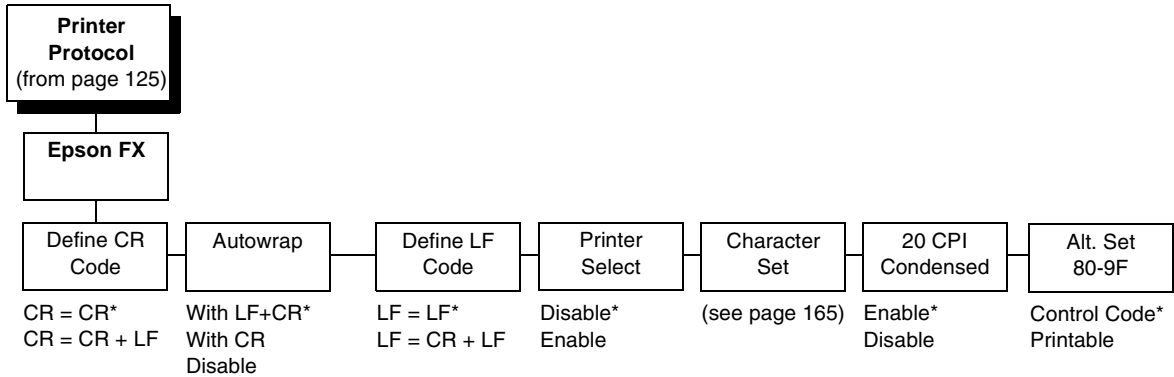 Printer
Protocol
(from page 125)
Epson FX
Define CR
Code
CR = CR*
CR = CR + LF
Autowrap
With LF+CR*
With CR
Disable
Define LF
Code
LF = LF*
LF = CR + LF
Printer
Select
Disable*
Enable
Character
Set
(see page 165)
20 CPI
Condensed
Enable*
Disable
Alt. Set
80-9F
Control Code*
Printable